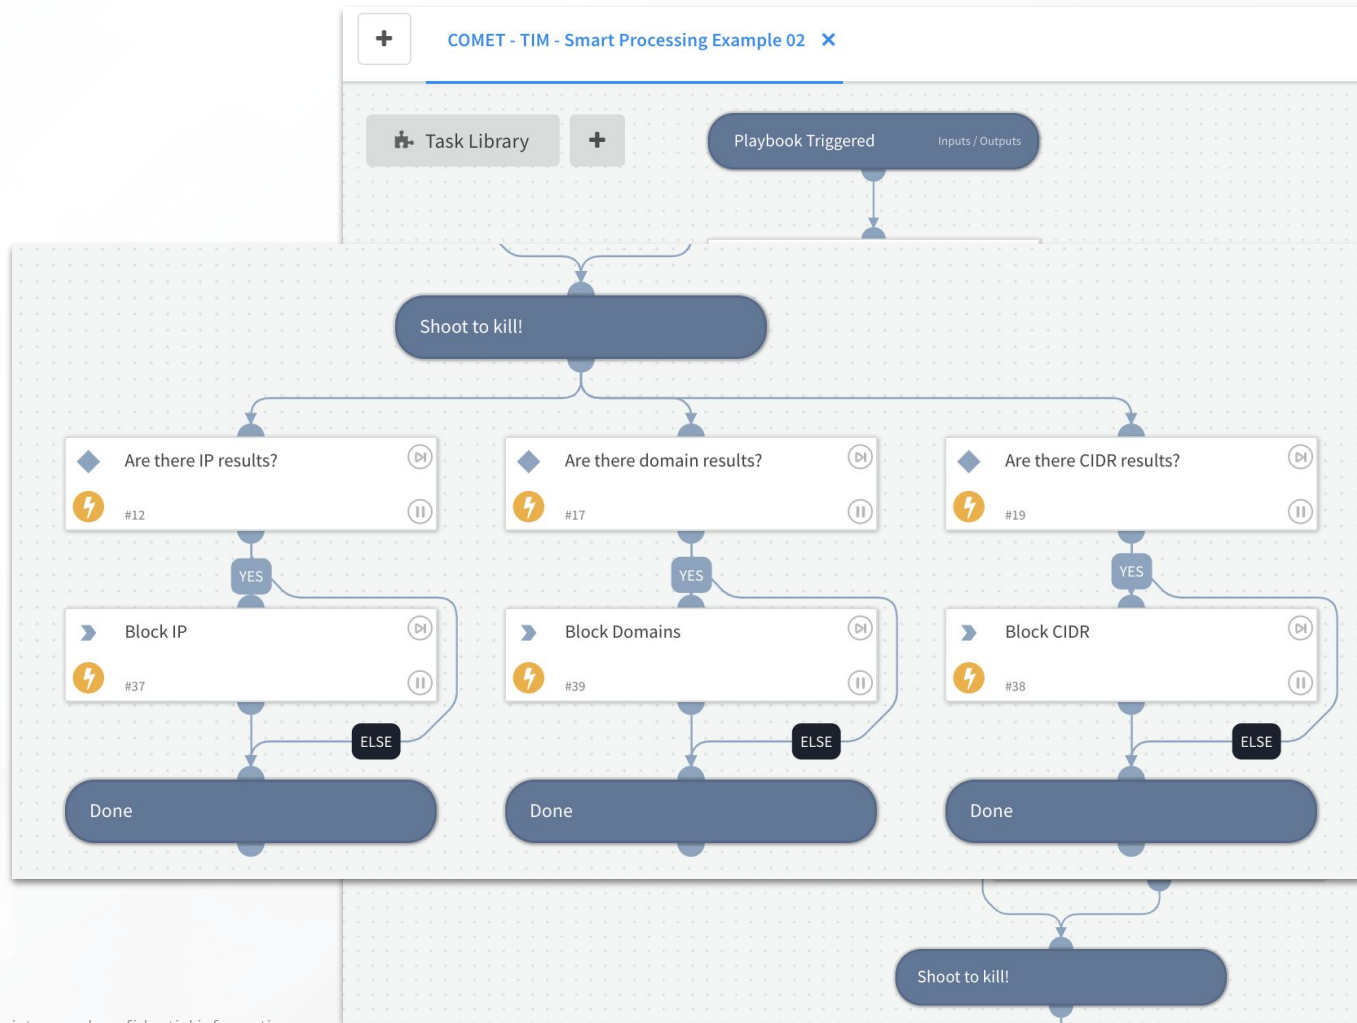 COMET - TIM - Smart Processing Example 02
Task Library
Playbook Triggered
Inputs / Outputs
Shoot to kill!
Are there IP results?
#12
Are there domain results?
#17
Are there CIDR results?
#19
YES
YES
YES
Block IP
#37
Block Domains
#39
Block CIDR
#38
ELSE
ELSE
ELSE
Done
Done
Done
Shoot to kill!